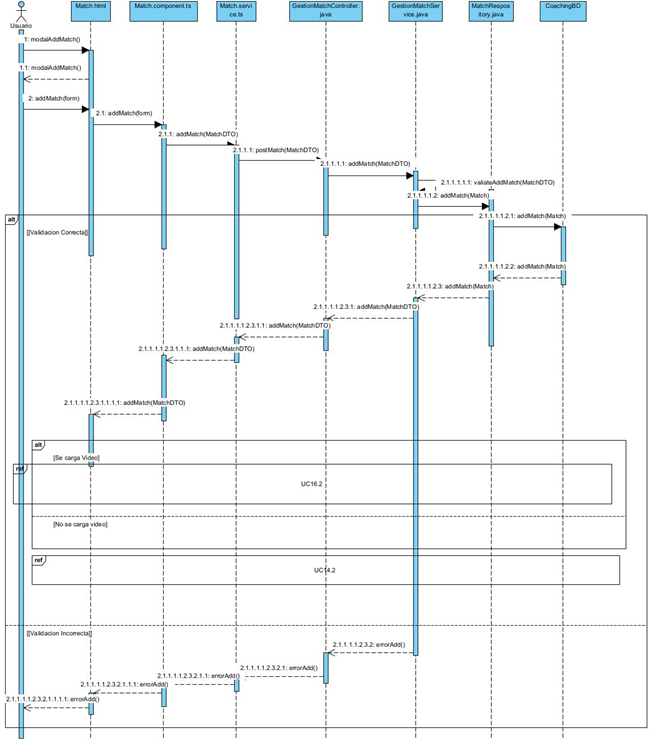 Usuario
Match.html
Match.component.ts
Match.servi
ce.ts
GestionMatchController.
java
GestionMatchSer
vice.java
MatchRespos
itory.java
CoachingBD
1: modalAddMatch()
1.1: modalAddMatch()
2: addMatch(form)
2.1: addMatch(form)
2.1.1: addMatch(MatchDTO)
2.1.1.1: postMatch(MatchDTO)
2.1.1.1.1: addMatch(MatchDTO)
2.1.1.1.1.1: valiateAddMatch(MatchDTO)
2.1.1.1.1.2: addMatch(Match)
2.1.1.1.1.2.1: addMatch(Match)
alt
[[Validacion Correcta]]
2.1.1.1.1.2.2: addMatch(Match)
2.1.1.1.1.2.3: addMatch(Match)
2.1.1.1.1.2.3.1: addMatch(MatchDTO)
2.1.1.1.1.2.3.1.1: addMatch(MatchDTO)
2.1.1.1.1.2.3.1.1.1: addMatch(MatchDTO)
2.1.1.1.1.2.3.1.1.1.1: addMatch(MatchDTO)
alt
[Se carga Video]
ref
UC16.2
[No se carga video]
ref
UC14.2
[[Validacion Incorrecta]]
2.1.1.1.1.2.3.2: errorAdd()
2.1.1.1.1.2.3.2.1: errorAdd()
2.1.1.1.1.2.3.2.1.1: errorAdd()
2.1.1.1.1.2.3.2.1.1.1: errorAdd()
2.1.1.1.1.2.3.2.1.1.1.1: errorAdd()